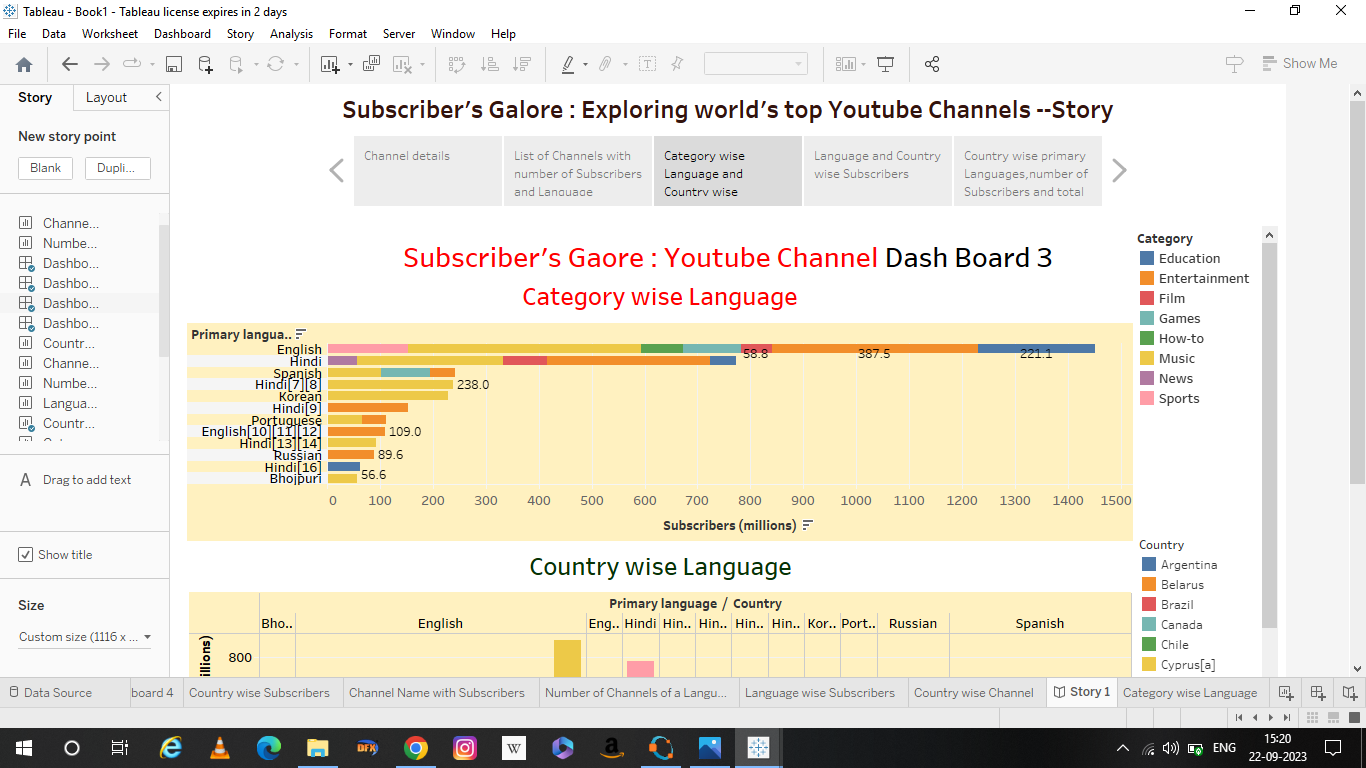 Tableau - Book1 - Tableau license expires in 2 days
File Data Worksheet Dashboard Story Analysis Format Server Window Help
Show Me
Story Layout
New story point
Blank Dupli...
Channe...
Numbe...
Dashbo...
Dashbo...
Dashbo...
Dashbo...
Countr...
Channe...
Numbe...
Langua...
Countr...
A Drag to add text
Show title
Size
Custom size (1116 x ...
Subscriber's Galore : Exploring world's top Youtube Channels --Story
Channel details
List of Channels with
number of Subscribers
and Language
Category wise
Language and
Country wise
Language and Country
wise Subscribers
Country wise primary
Languages,number of
Subscribers and total
Subscriber's Gaore : Youtube Channel Dash Board 3
Category wise Language
Primary langua..
English 58.8 387.5 221.1
Hindi
Spanish
Hindi[7][8] 238.0
Korean
Hindi[9]
Portuguese
English[10][11][12] 109.0
Hindi[13][14]
Russian 89.6
Hindi[16]
Bhojpuri 56.6
0 100 200 300 400 500 600 700 800 900 1000 1100 1200 1300 1400 1500
Subscribers (millions)
Category
Education
Entertainment
Film
Games
How-to
Music
News
Sports
Country wise Language
Primary language / Country
Bho.. English Eng.. Hindi Hin.. Hin.. Hin.. Hin.. Kor.. Port.. Russian Spanish
illions)
800
Country
Argentina
Belarus
Brazil
Canada
Chile
Cyprus[a]
Data Source board 4 Country wise Subscribers Channel Name with Subscribers Number of Channels of a Langu... Language wise Subscribers Country wise Channel Story 1 Category wise Language
DFX W a ENG 15:20
22-09-2023